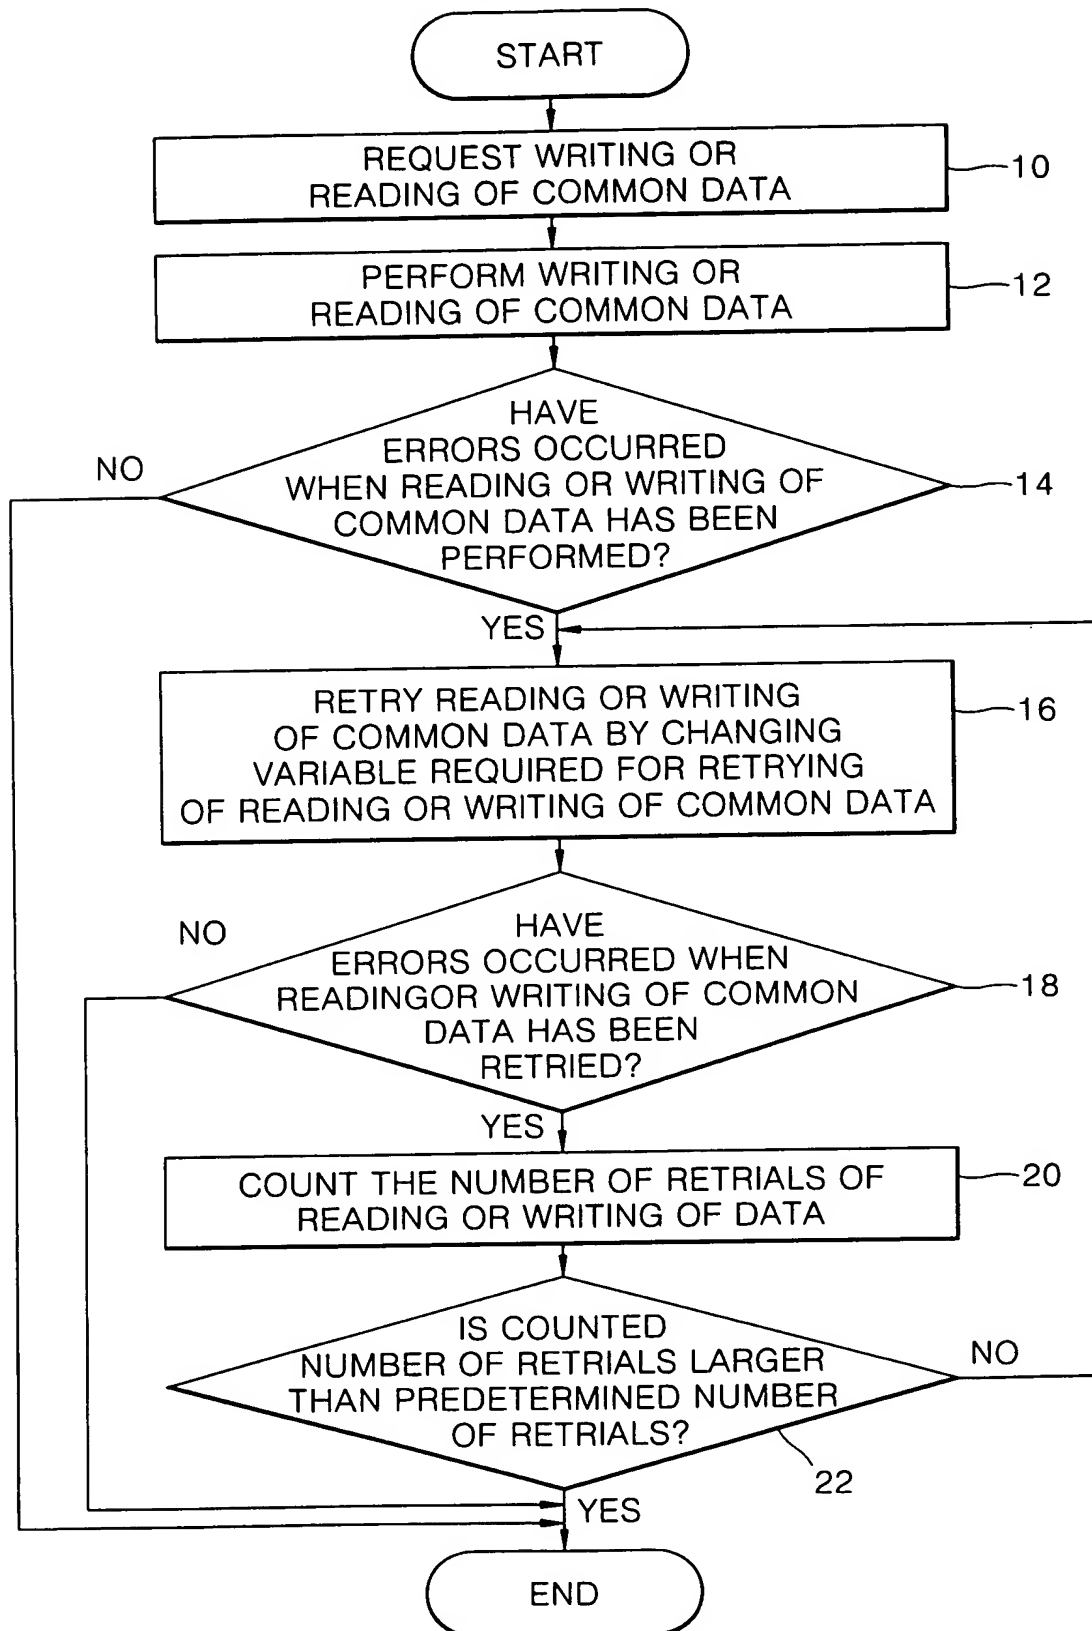 START
REQUEST WRITING OR
READING OF COMMON DATA
10
PERFORM WRITING OR
READING OF COMMON DATA
12
HAVE
ERRORS OCCURRED
WHEN READING OR WRITING OF
COMMON DATA HAS BEEN
PERFORMED?
NO
14
YES
RETRY READING OR WRITING
OF COMMON DATA BY CHANGING
VARIABLE REQUIRED FOR RETRYING
OF READING OR WRITING OF COMMON DATA
16
HAVE
ERRORS OCCURRED WHEN
READINGOR WRITING OF COMMON
DATA HAS BEEN
RETRIED?
NO
18
YES
COUNT THE NUMBER OF RETRIALS OF
READING OR WRITING OF DATA
20
IS COUNTED
NUMBER OF RETRIALS LARGER
THAN PREDETERMINED NUMBER
OF RETRIALS?
NO
22
YES
END